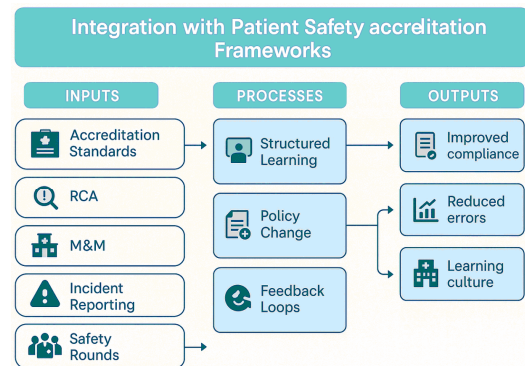 Integration with Patient Safety accrelitation
Frameworks
INPUTS
PROCESSES
OUTPUTS
Accreditation
Standards
RCA
M&M
Incident
Reporting
Safety
Rounds
Structured
Learning
Policy
Change
Feedback
Loops
Improved
compliance
Reduced
errors
Learning
culture